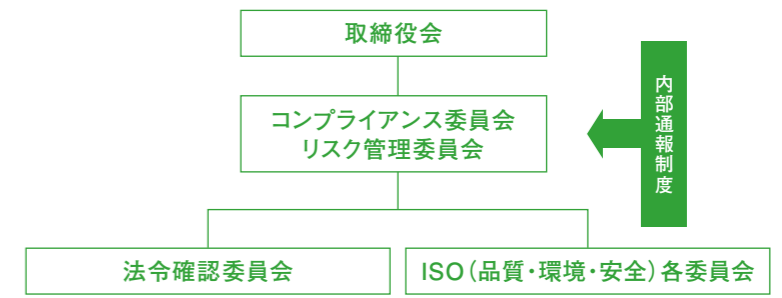 取締役会
コンプライアンス委員会
リスク管理委員会
内部通報制度
法令確認委員会
ISO（品質・環境・安全）各委員会